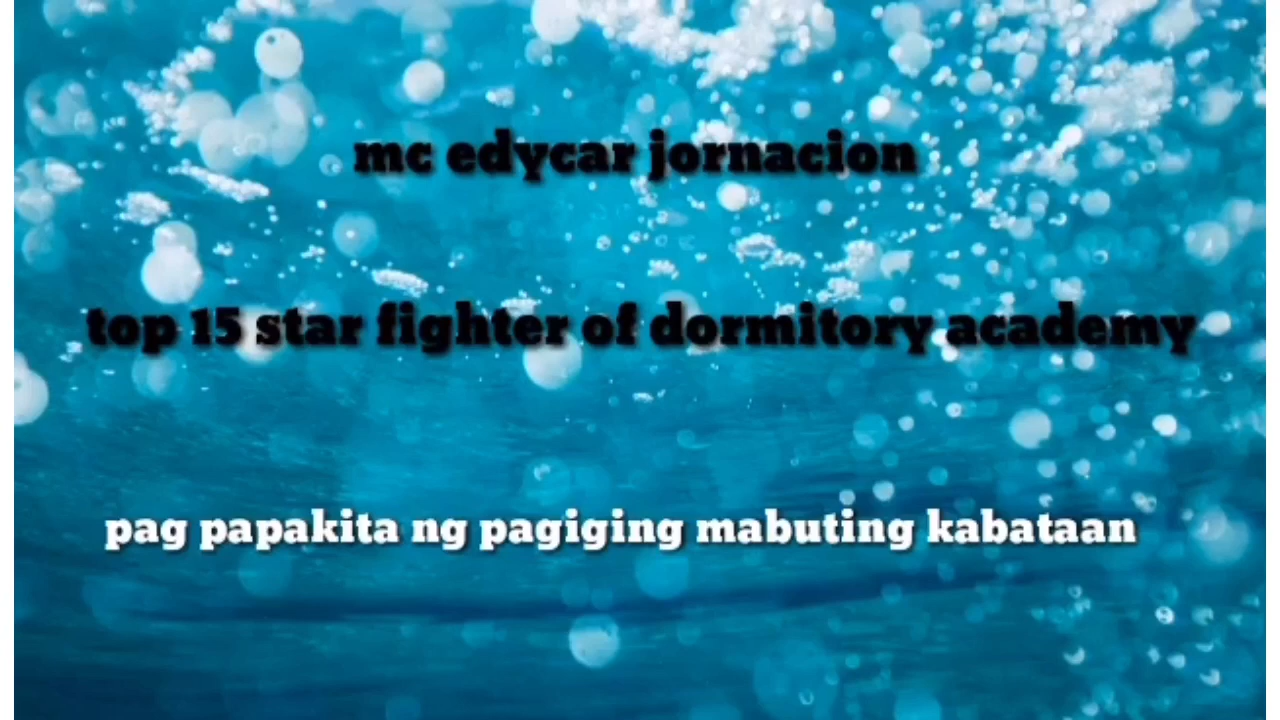 mc edycar jornacion
top 15 star fighter of dormitory academy
pag papakita ng pagiging mabuting kabataan